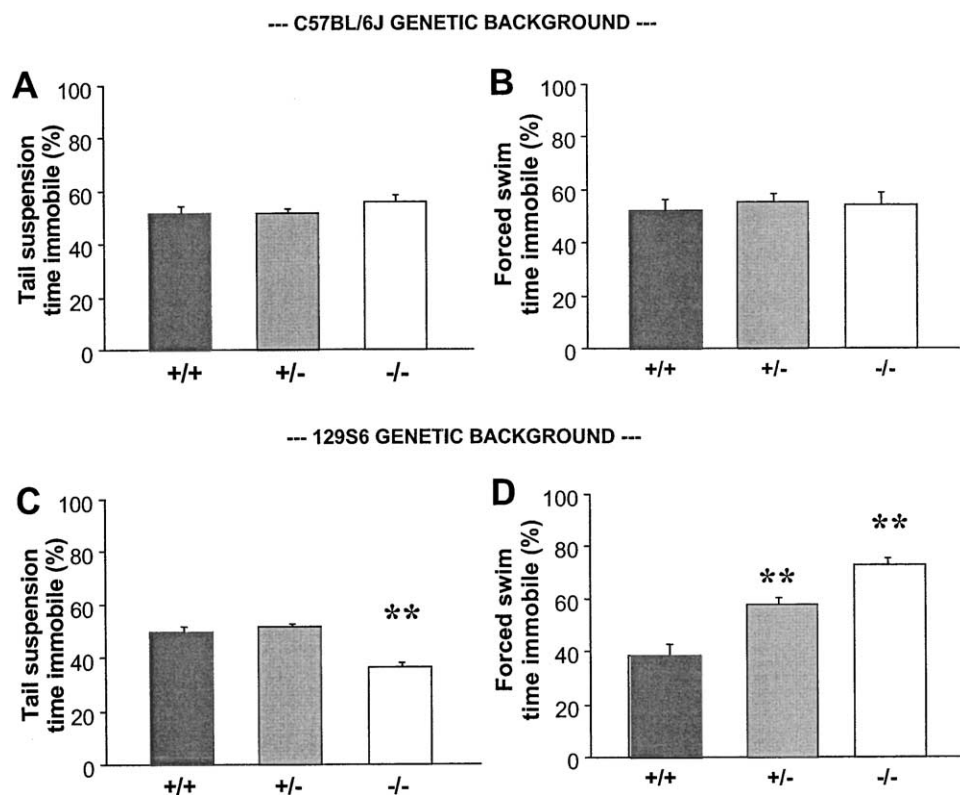 --- C57BL/6J GENETIC BACKGROUND ---
A
Tail suspension
time immobile (%)
100
80
60
40
20
0
+/+ +/- -/-
B
Forced swim
time immobile (%)
100
80
60
40
20
0
+/+ +/- -/-
--- 129S6 GENETIC BACKGROUND ---
C
Tail suspension
time immobile (%)
100
80
60
40
20
0
**
+/+ +/- -/-
D
Forced swim
time immobile (%)
100
80
60
40
20
0
**
**
+/+ +/- -/-